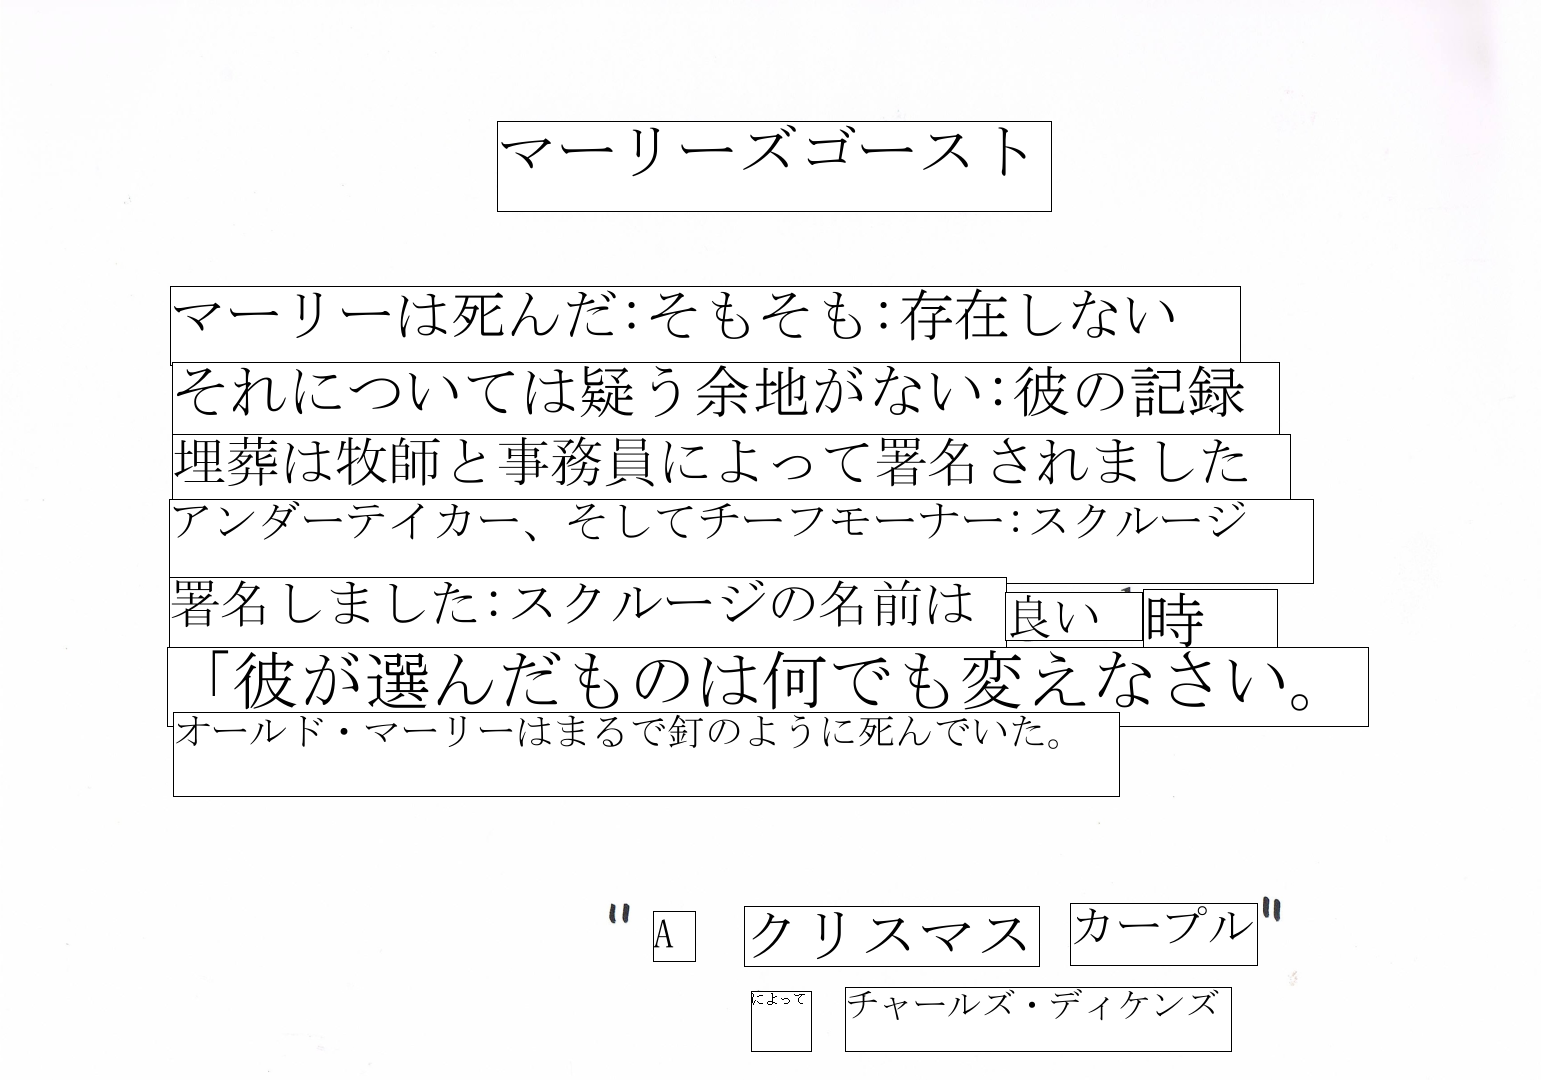 マーリーズゴースト
マーリーは死んだ:そもそも:存在しない
それについては疑う余地がない:彼の記録
埋葬は牧師と事務員によって署名されました
アンダーテイカー、そしてチーフモーナー:スクルージ
署名しました:スクルージの名前は 良い 時
「彼が選んだものは何でも変えなさい。
オールド・マーリーはまるで釘のように死んでいた。
" A クリスマス カープル"
によって チャールズ・ディケンズ